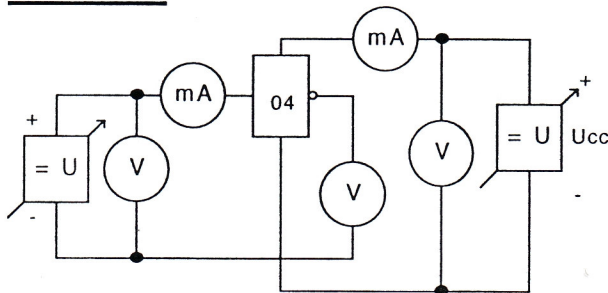 mA
+
mA
04
+
= U
V
V
V
= U
Ucc
-
-